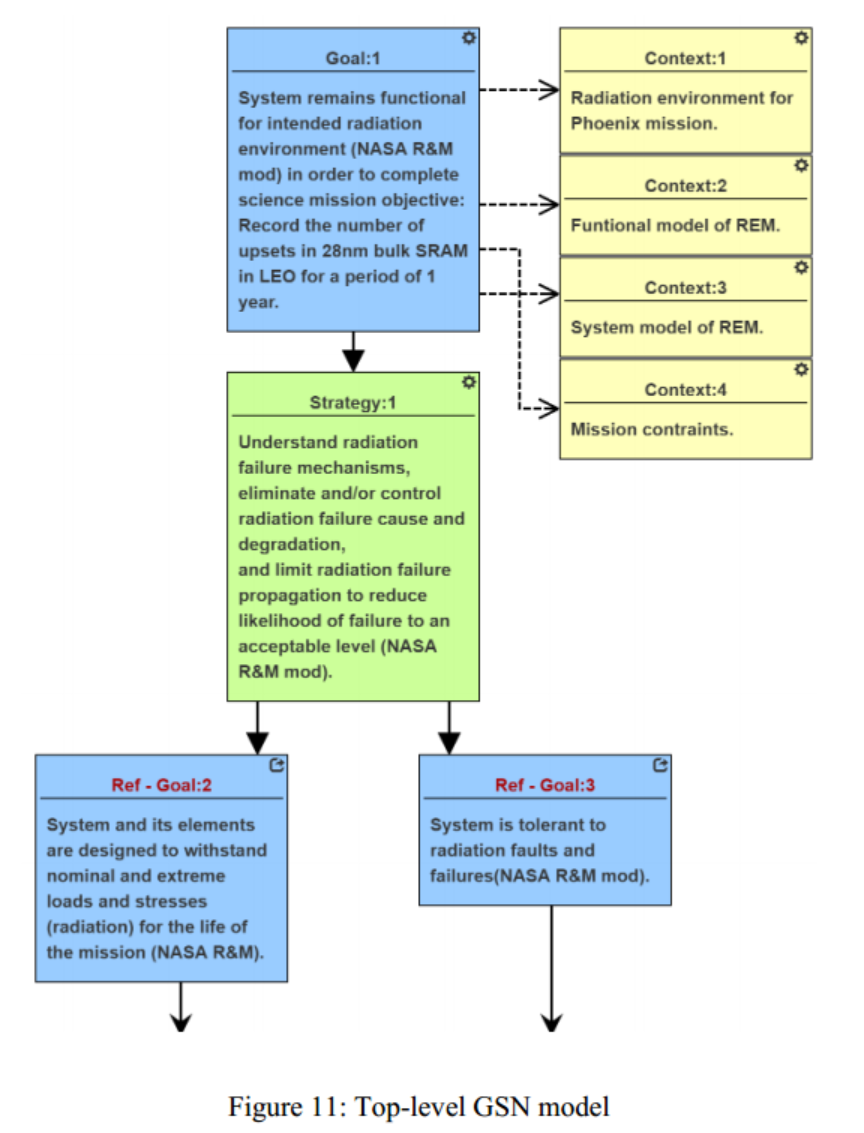 Goal:1
System remains functional
for intended radiation
environment (NASA R&M
mod) in order to complete
science mission objective:
Record the number of
upsets in 28nm bulk SRAM
in LEO for a period of 1
year.
Context:1
Radiation environment for
Phoenix mission.
Context:2
Funtional model of REM.
Context:3
System model of REM.
Context:4
Mission contraints.
Strategy:1
Understand radiation
failure mechanisms,
eliminate and/or control
radiation failure cause and
degradation,
and limit radiation failure
propagation to reduce
likelihood of failure to an
acceptable level (NASA
R&M mod).
Ref - Goal:2
System and its elements
are designed to withstand
nominal and extreme
loads and stresses
(radiation) for the life of
the mission (NASA R&M).
Ref - Goal:3
System is tolerant to
radiation faults and
failures(NASA R&M mod).
Figure 11: Top-level GSN model